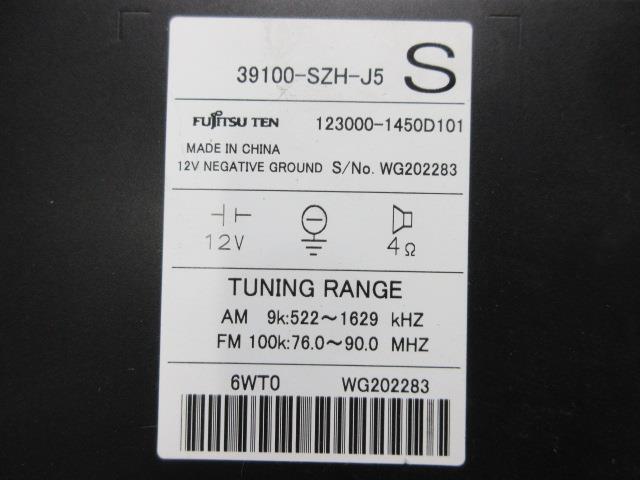 39100-SZH-J5 S
FUJITSU TEN 123000-1450D101
MADE IN CHINA
12V NEGATIVE GROUND S/No. WG202283
12V 4Ω
TUNING RANGE
AM 9k:522～1629 kHZ
FM 100k:76.0～90.0 MHZ
6WT0 WG202283